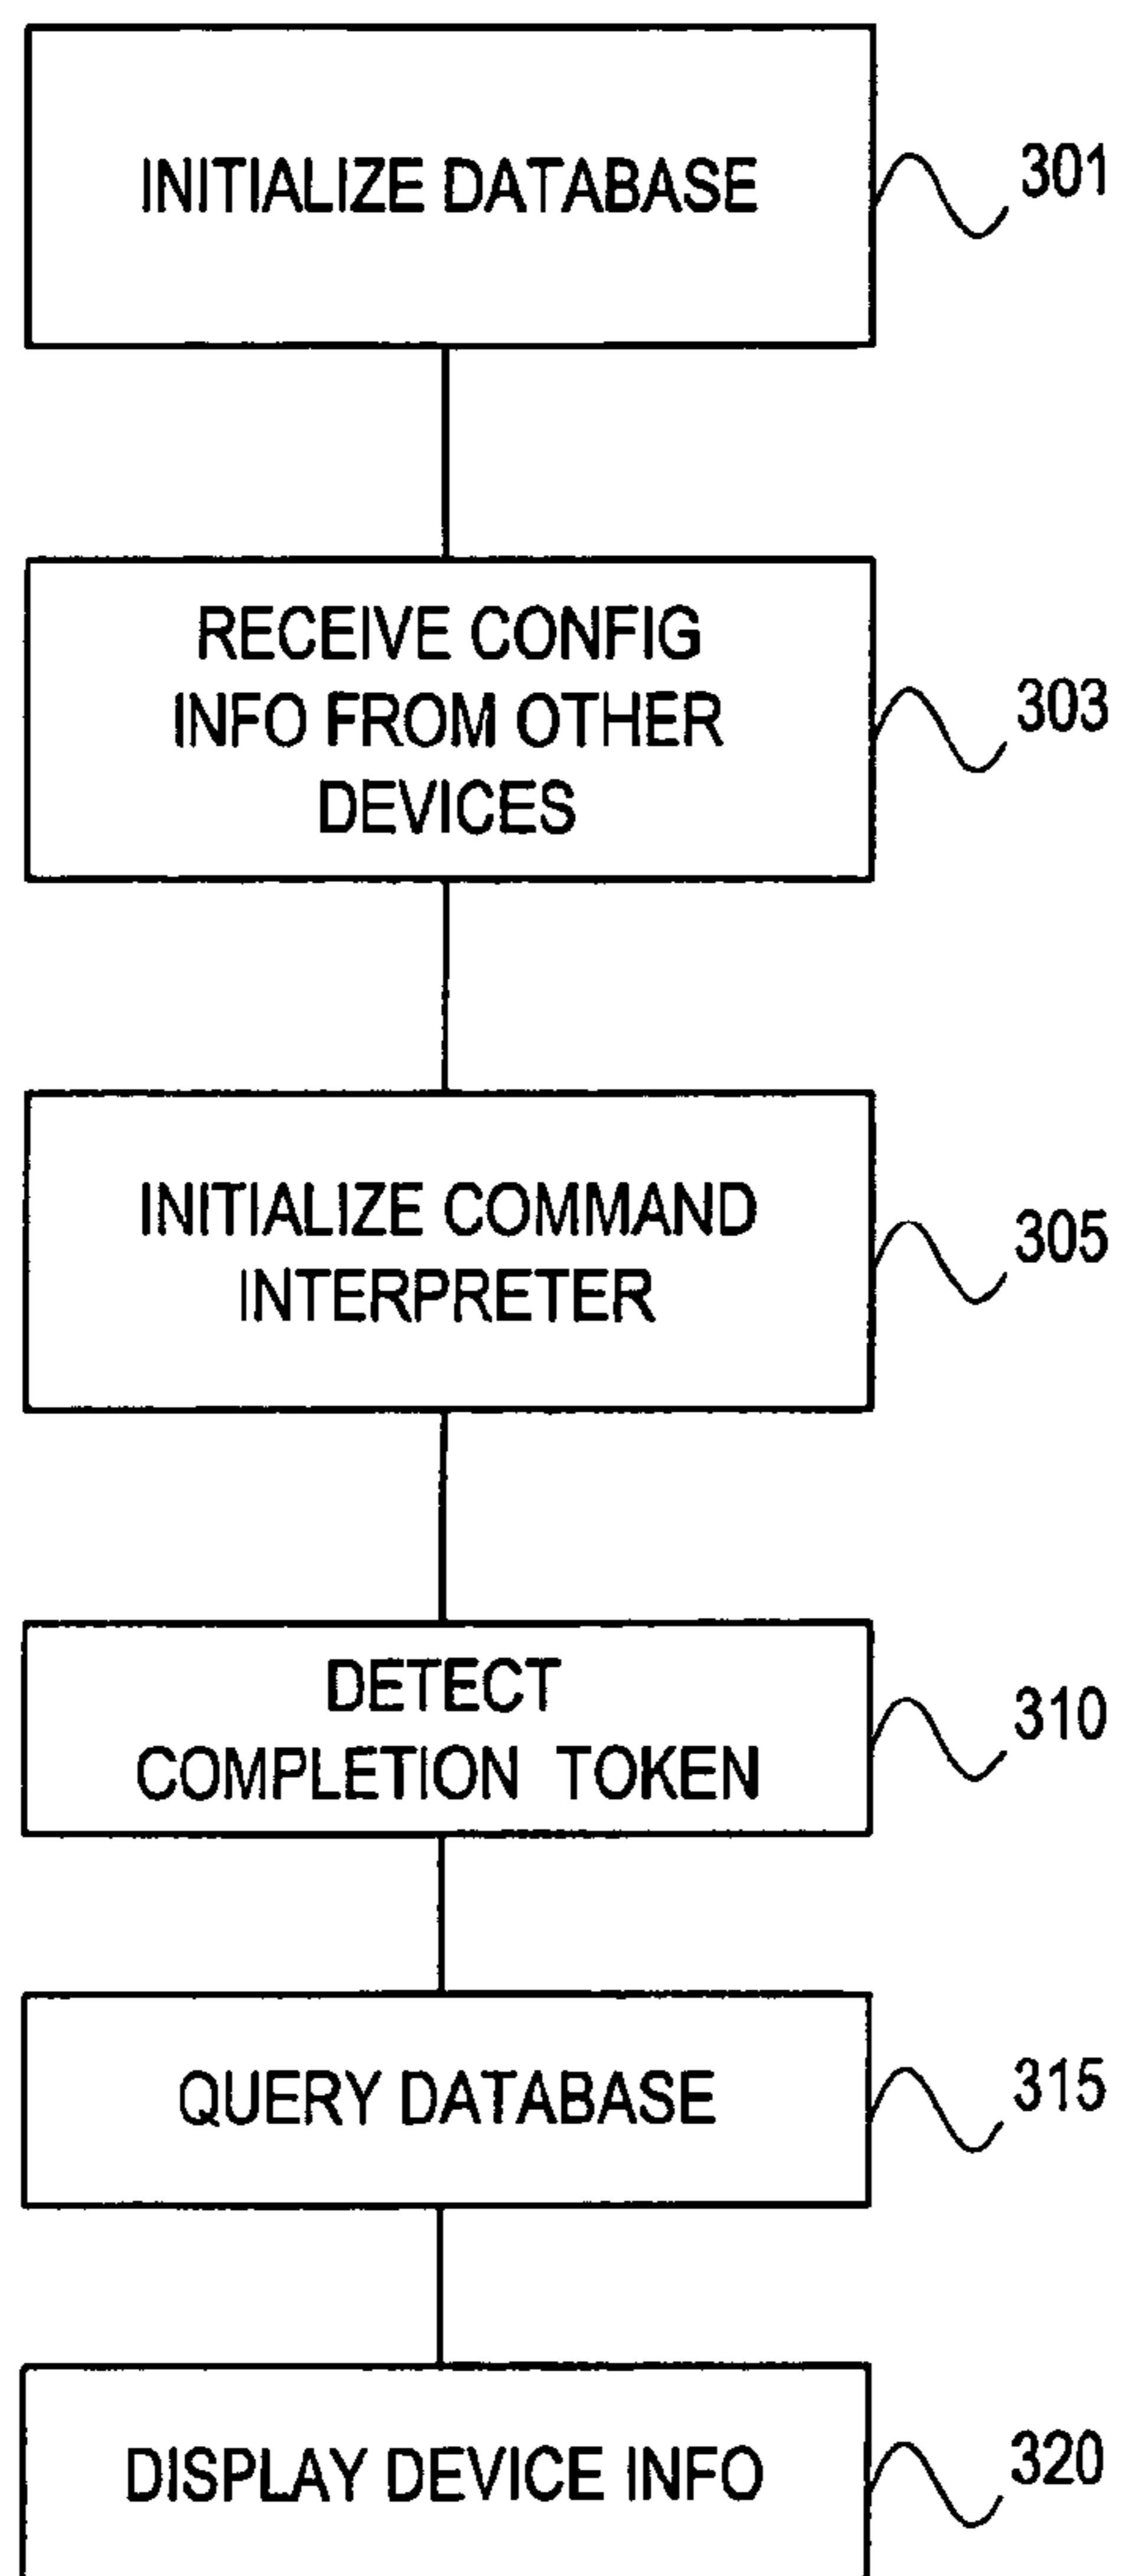 INITIALIZE DATABASE
301
RECEIVE CONFIG
INFO FROM OTHER
DEVICES
303
INITIALIZE COMMAND
INTERPRETER
305
DETECT
COMPLETION TOKEN
310
QUERY DATABASE
315
DISPLAY DEVICE INFO
320